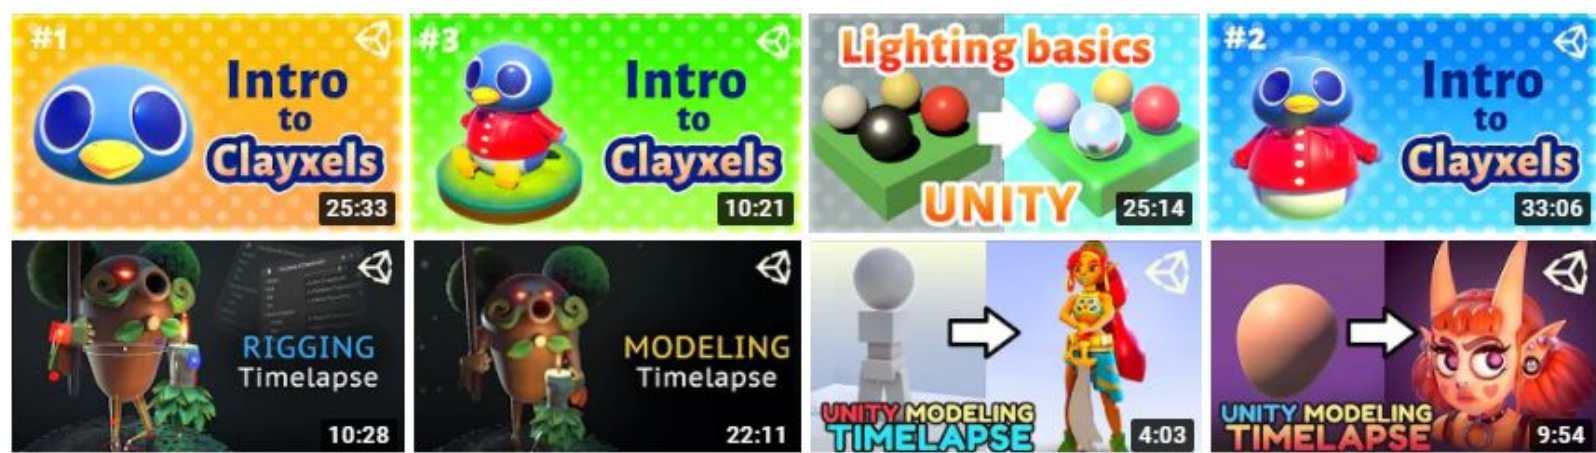 #1
Intro
to
Clayxels
25:33
#3
Intro
to
Clayxels
10:21
Lighting basics
UNITY
25:14
#2
Intro
to
Clayxels
33:06
RIGGING
Timelapse
10:28
MODELING
Timelapse
22:11
UNITY MODELING
TIMELAPSE
4:03
UNITY MODELING
TIMELAPSE
9:54